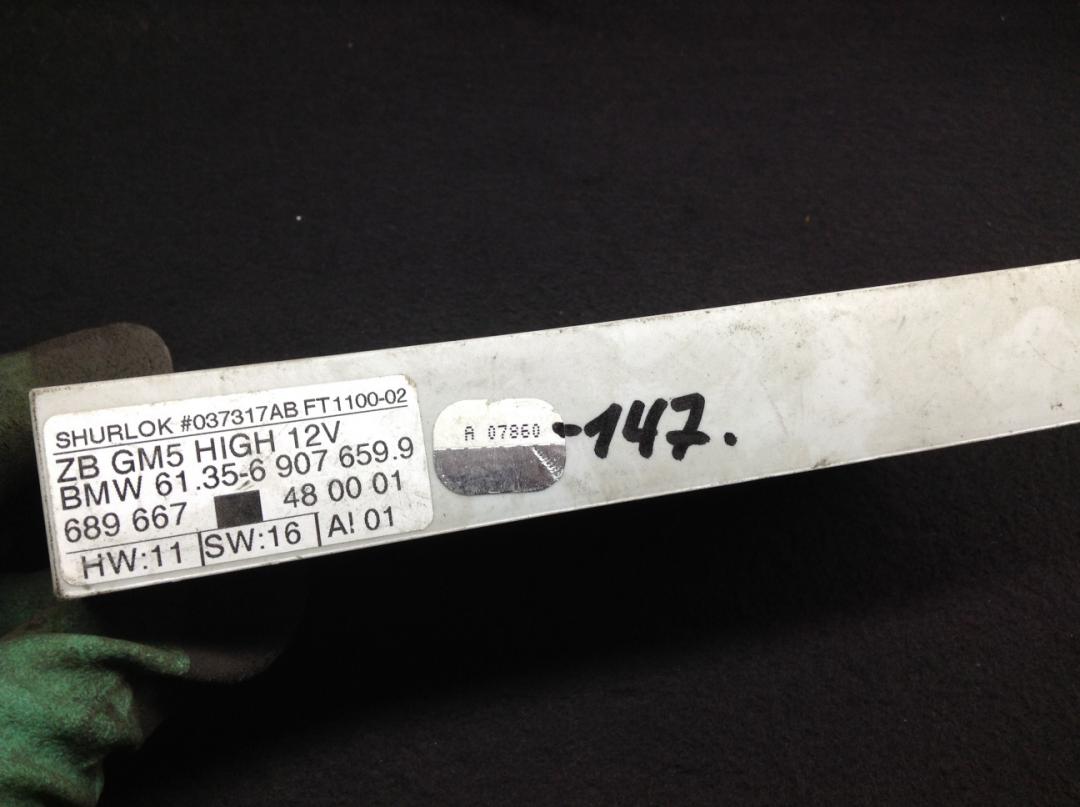 SHURLOK #037317AB FT1100-02
ZB GM5 HIGH 12V
BMW 61.35-6 907 659.9
689 667 48 00 01
HW:11 SW:16 A! 01
A 07860
-147.